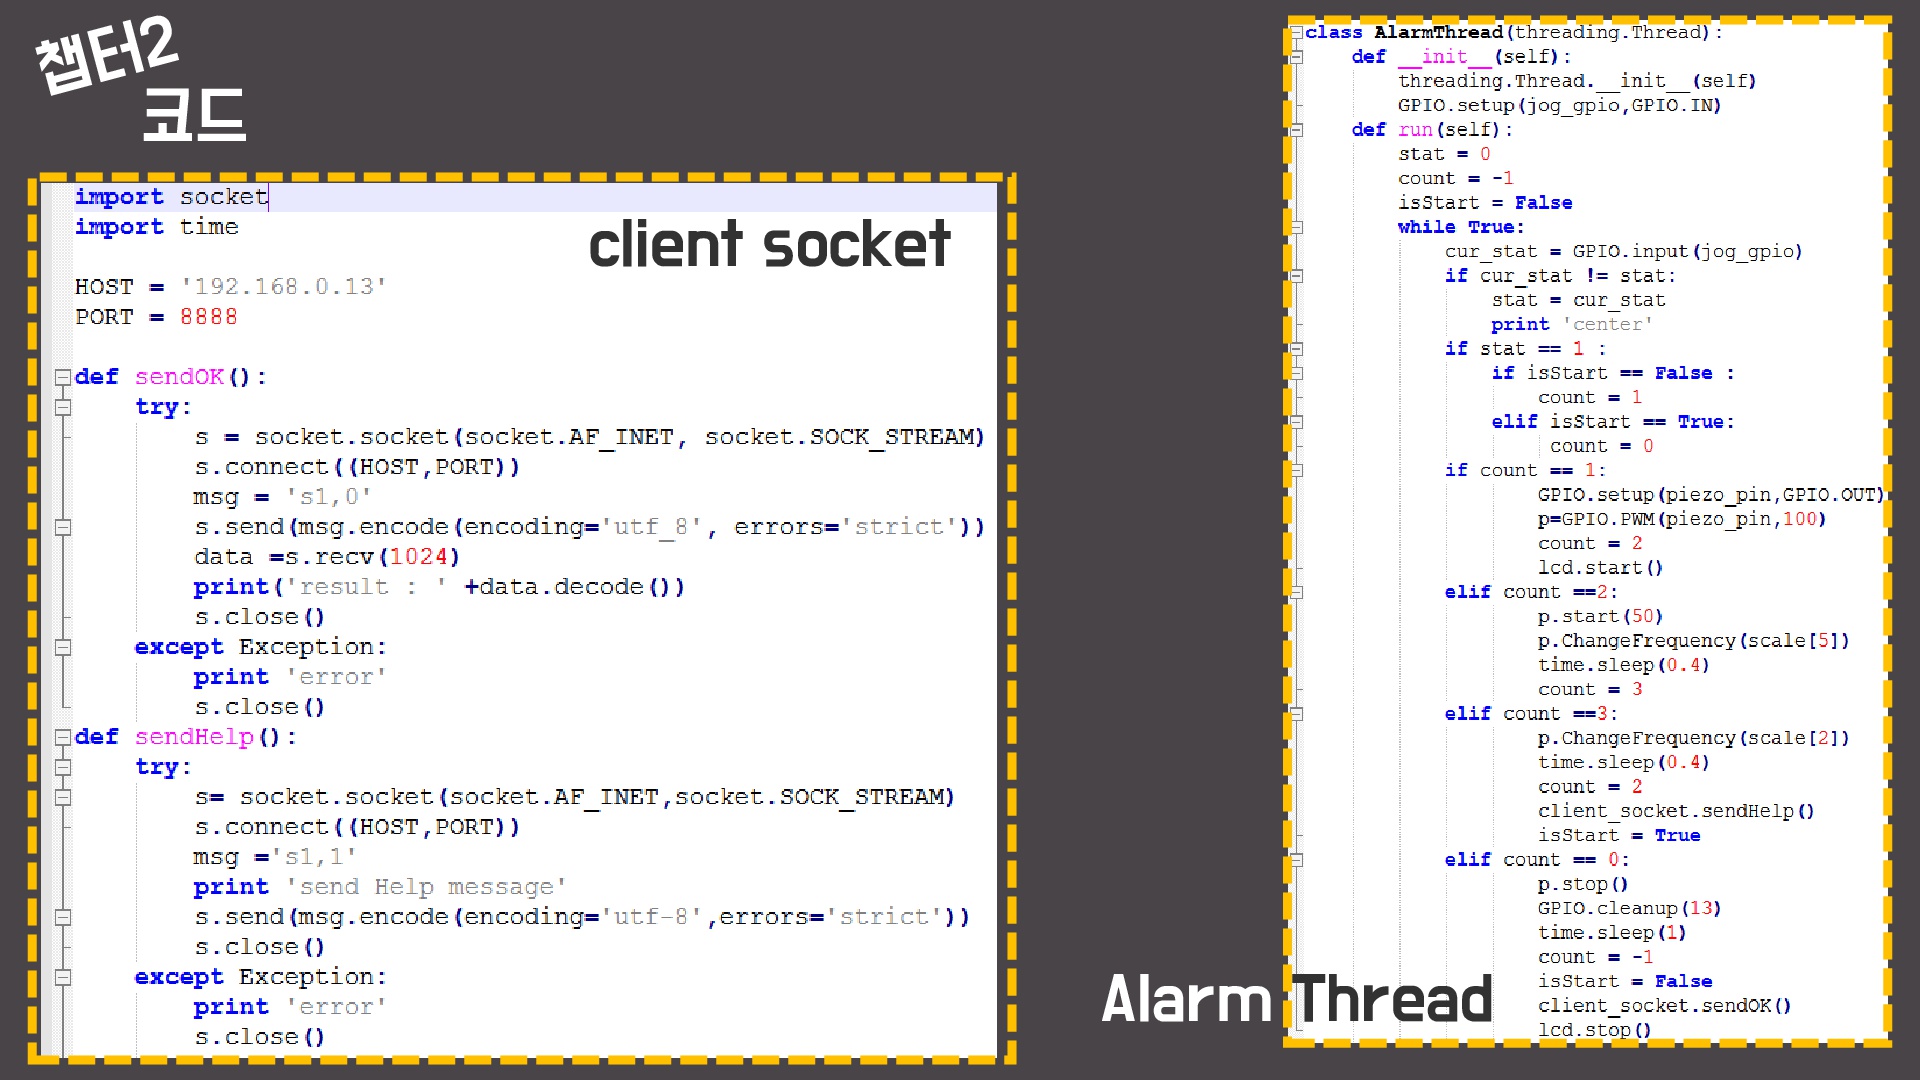 챕터2
코드
import socket
import time
client socket
HOST = '192.168.0.13'
PORT = 8888
def sendOK():
try:
s = socket.socket(socket.AF_INET, socket.SOCK_STREAM)
s.connect((HOST,PORT))
msg = 's1,0'
s.send(msg.encode(encoding='utf_8', errors='strict'))
data =s.recv(1024)
print('result : ' +data.decode())
s.close()
except Exception:
print 'error'
s.close()
def sendHelp():
try:
s= socket.socket(socket.AF_INET,socket.SOCK_STREAM)
s.connect((HOST,PORT))
msg ='s1,1'
print 'send Help message'
s.send(msg.encode(encoding='utf-8',errors='strict'))
s.close()
except Exception:
print 'error'
s.close()
class AlarmThread(threading.Thread):
def __init__(self):
threading.Thread.__init__(self)
GPIO.setup(jog_gpio,GPIO.IN)
def run(self):
stat = 0
count = -1
isStart = False
while True:
cur_stat = GPIO.input(jog_gpio)
if cur_stat != stat:
stat = cur_stat
print 'center'
if stat == 1 :
if isStart == False :
count = 1
elif isStart == True:
count = 0
if count == 1:
GPIO.setup(piezo_pin,GPIO.OUT)
p=GPIO.PWM(piezo_pin,100)
count = 2
lcd.start()
elif count ==2:
p.start(50)
p.ChangeFrequency(scale[5])
time.sleep(0.4)
count = 3
elif count ==3:
p.ChangeFrequency(scale[2])
time.sleep(0.4)
count = 2
client_socket.sendHelp()
isStart = True
elif count == 0:
p.stop()
GPIO.cleanup(13)
time.sleep(1)
count = -1
isStart = False
client_socket.sendOK()
lcd.stop()
Alarm Thread